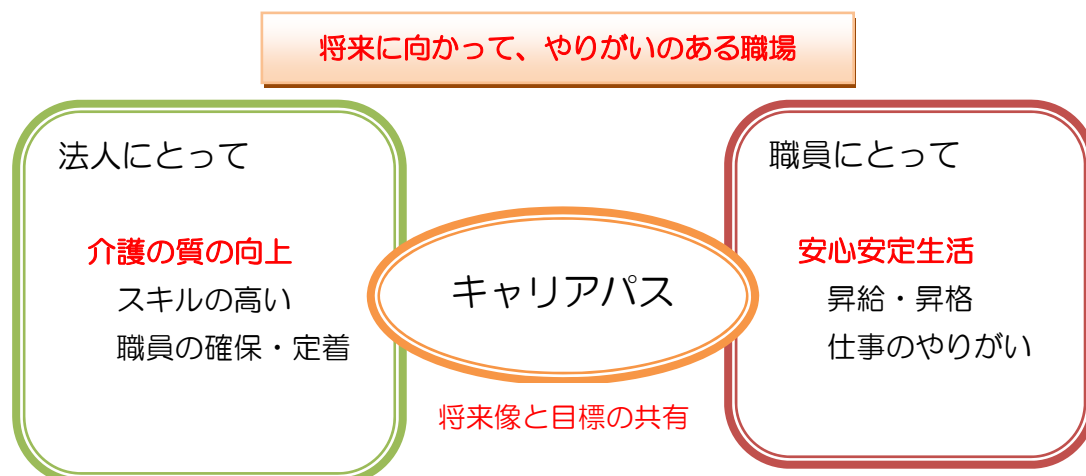 将来に向かって、やりがいのある職場
法人にとって
介護の質の向上
スキルの高い
職員の確保・定着
キャリアパス
将来像と目標の共有
職員にとって
安心安定生活
昇給・昇格
仕事のやりがい